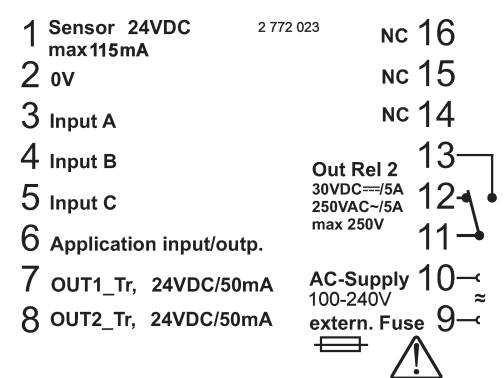 1 Sensor 24VDC
max115mA
2 0V
3 Input A
4 Input B
5 Input C
6 Application input/outp.
7 OUT1_Tr, 24VDC/50mA
8 OUT2_Tr, 24VDC/50mA
2 772 023
NC 16
NC 15
NC 14
13
Out Rel 2
30VDC⎓/5A 12
250VAC~/5A
max 250V 11
AC-Supply 10
100-240V ≈
extern. Fuse 9